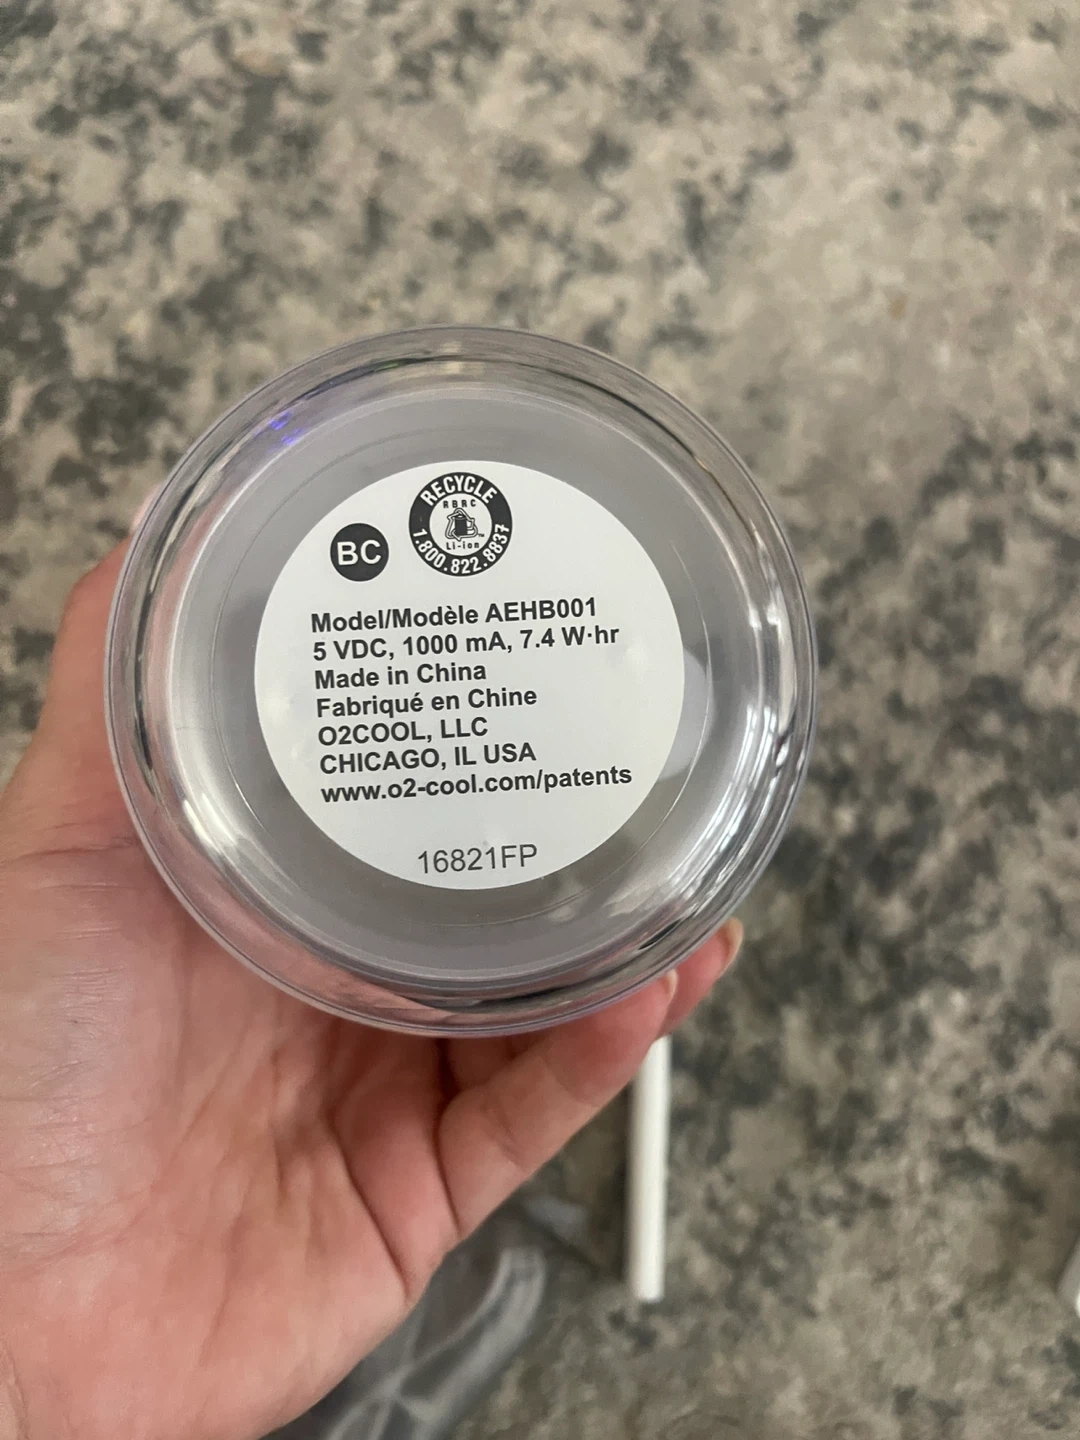 RECYCLE
RBRC
Li-ion
1.800.822.8837
BC
Model/Modèle AEHB001
5 VDC, 1000 mA, 7.4 W·hr
Made in China
Fabriqué en Chine
O2COOL, LLC
CHICAGO, IL USA
www.o2-cool.com/patents
16821FP